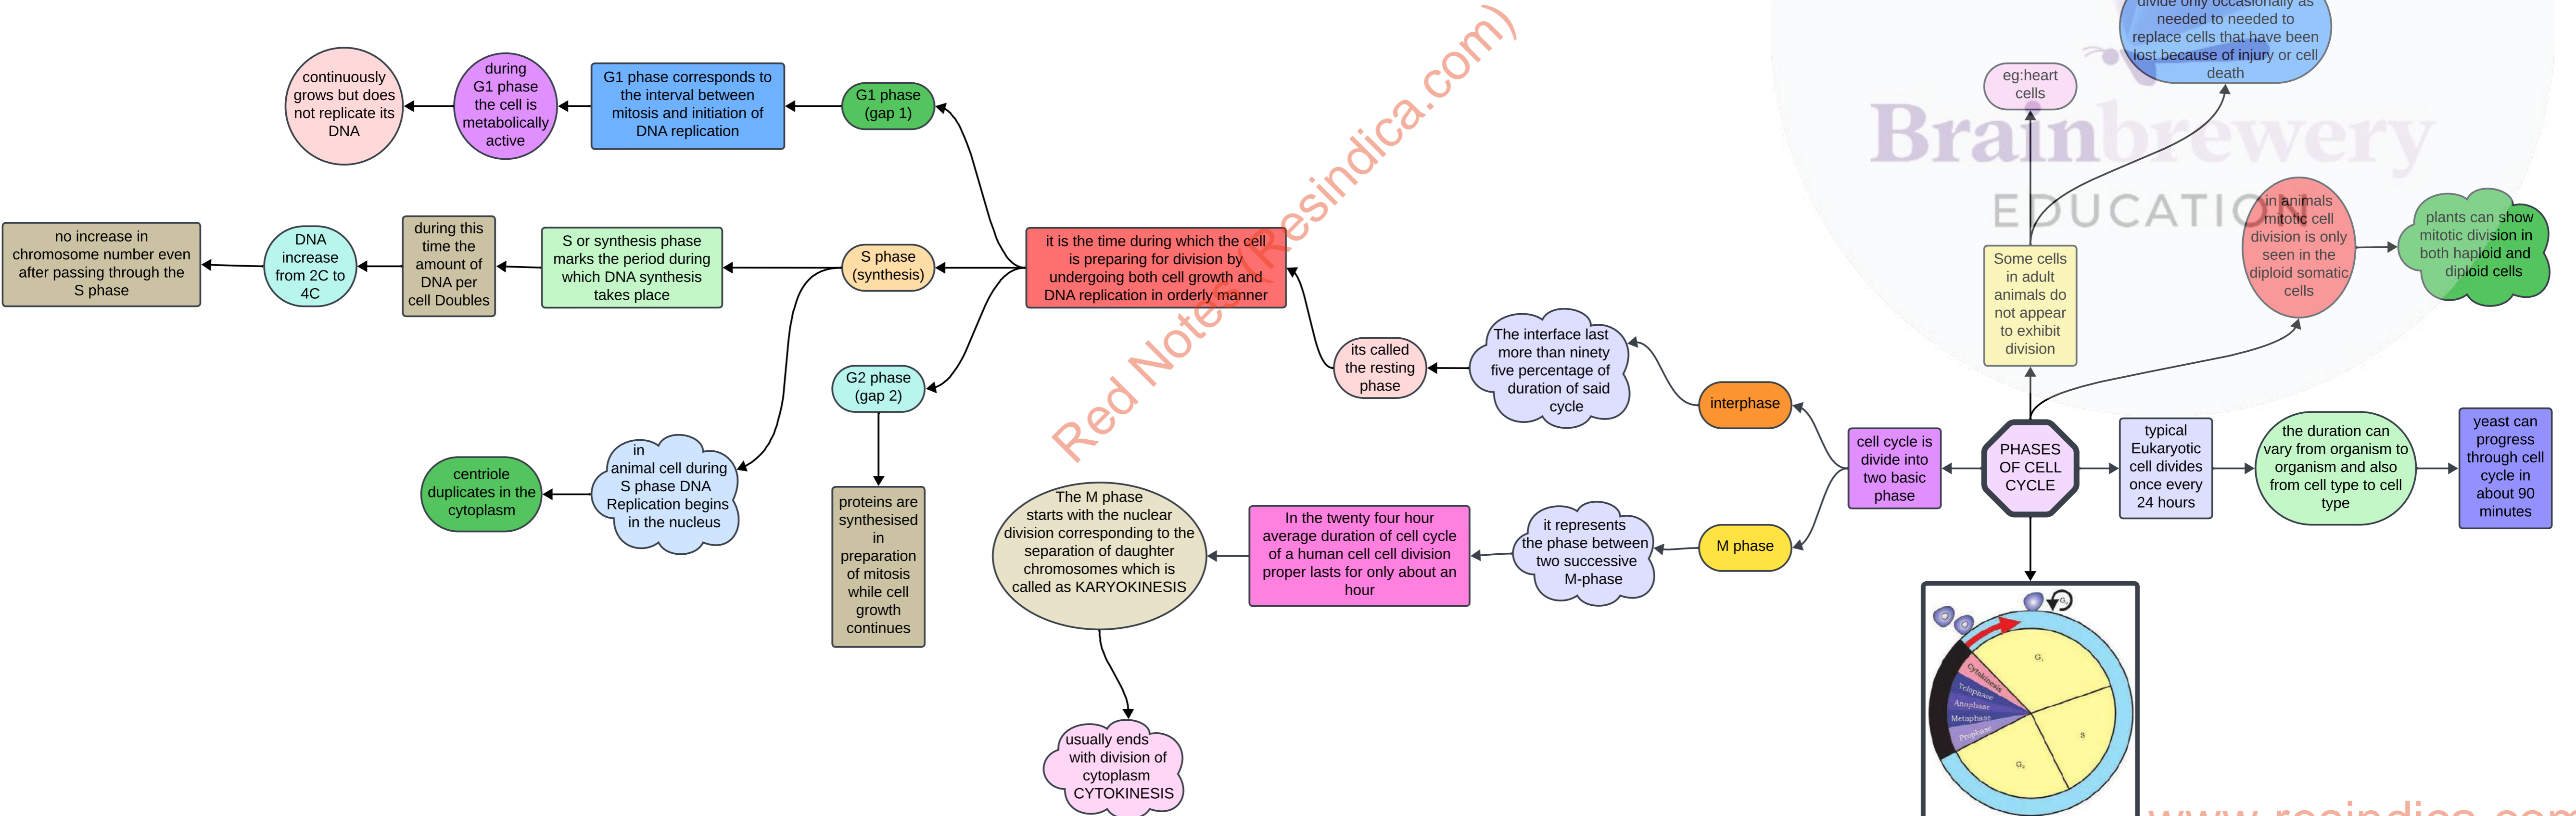 divide only occasionally as
needed to needed to
replace cells that have been
lost because of injury or cell
death
eg:heart
cells
continuously
grows but does
not replicate its
DNA
during
G1 phase
the cell is
metabolically
active
G1 phase corresponds to
the interval between
mitosis and initiation of
DNA replication
G1 phase
(gap 1)
Brainbrewery
EDUCATION
in animals
mitotic cell
division is only
seen in the
diploid somatic
cells
plants can show
mitotic division in
both haploid and
diploid cells
no increase in
chromosome number even
after passing through the
S phase
DNA
increase
from 2C to
4C
during this
time the
amount of
DNA per
cell Doubles
S or synthesis phase
marks the period during
which DNA synthesis
takes place
S phase
(synthesis)
it is the time during which the cell
is preparing for division by
undergoing both cell growth and
DNA replication in orderly manner
Red Notes (Resindica.com)
Some cells
in adult
animals do
not appear
to exhibit
division
its called
the resting
phase
The interface last
more than ninety
five percentage of
duration of said
cycle
interphase
G2 phase
(gap 2)
cell cycle is
divide into
two basic
phase
PHASES
OF CELL
CYCLE
typical
Eukaryotic
cell divides
once every
24 hours
the duration can
vary from organism to
organism and also
from cell type to cell
type
yeast can
progress
through cell
cycle in
about 90
minutes
centriole
duplicates in the
cytoplasm
in
animal cell during
S phase DNA
Replication begins
in the nucleus
proteins are
synthesised
in
preparation
of mitosis
while cell
growth
continues
The M phase
starts with the nuclear
division corresponding to the
separation of daughter
chromosomes which is
called as KARYOKINESIS
In the twenty four hour
average duration of cell cycle
of a human cell cell division
proper lasts for only about an
hour
it represents
the phase between
two successive
M-phase
M phase
usually ends
with division of
cytoplasm
CYTOKINESIS
G₀
G₁
Cytokinesis
Telophase
Anaphase
Metaphase
Prophase
S
G₂
www.resindica.com